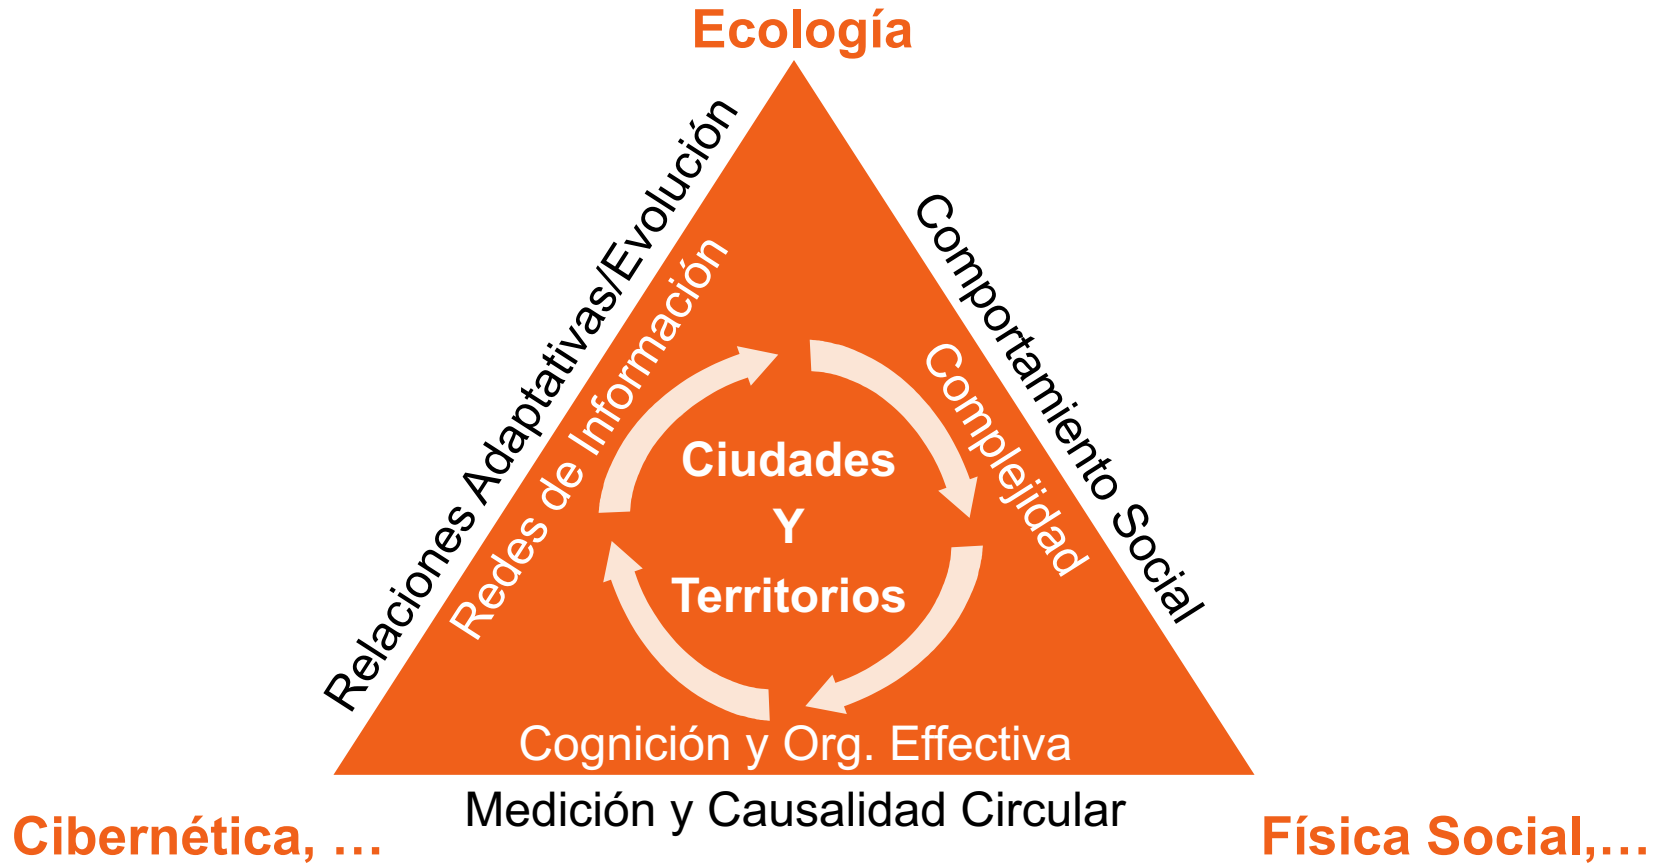 Ecología
Relaciones Adaptativas/Evolución
Redes de Información
Comportamiento Social
Complejidad
Ciudades
Y
Territorios
Cognición y Org. Effectiva
Medición y Causalidad Circular
Cibernética, ...
Física Social,...